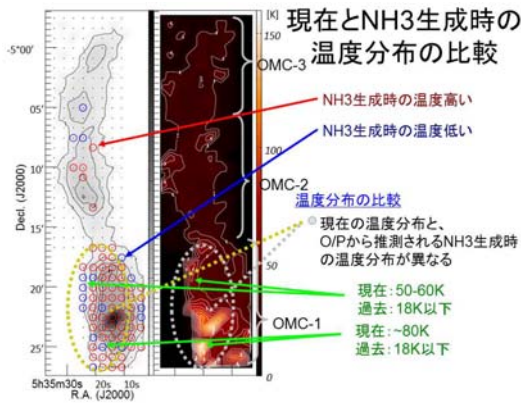 現在とNH3生成時の
温度分布の比較
[K]
150
100
50
0
-5°00'
05'
10'
15'
20'
25'
Decl. (J2000)
5h35m30s
20s
10s
R.A. (J2000)
OMC-3
OMC-2
OMC-1
NH3生成時の温度高い
NH3生成時の温度低い
温度分布の比較
現在の温度分布と、
O/Pから推測されるNH3生成時
の温度分布が異なる
現在:50-60K
過去:18K以下
現在:~80K
過去:18K以下